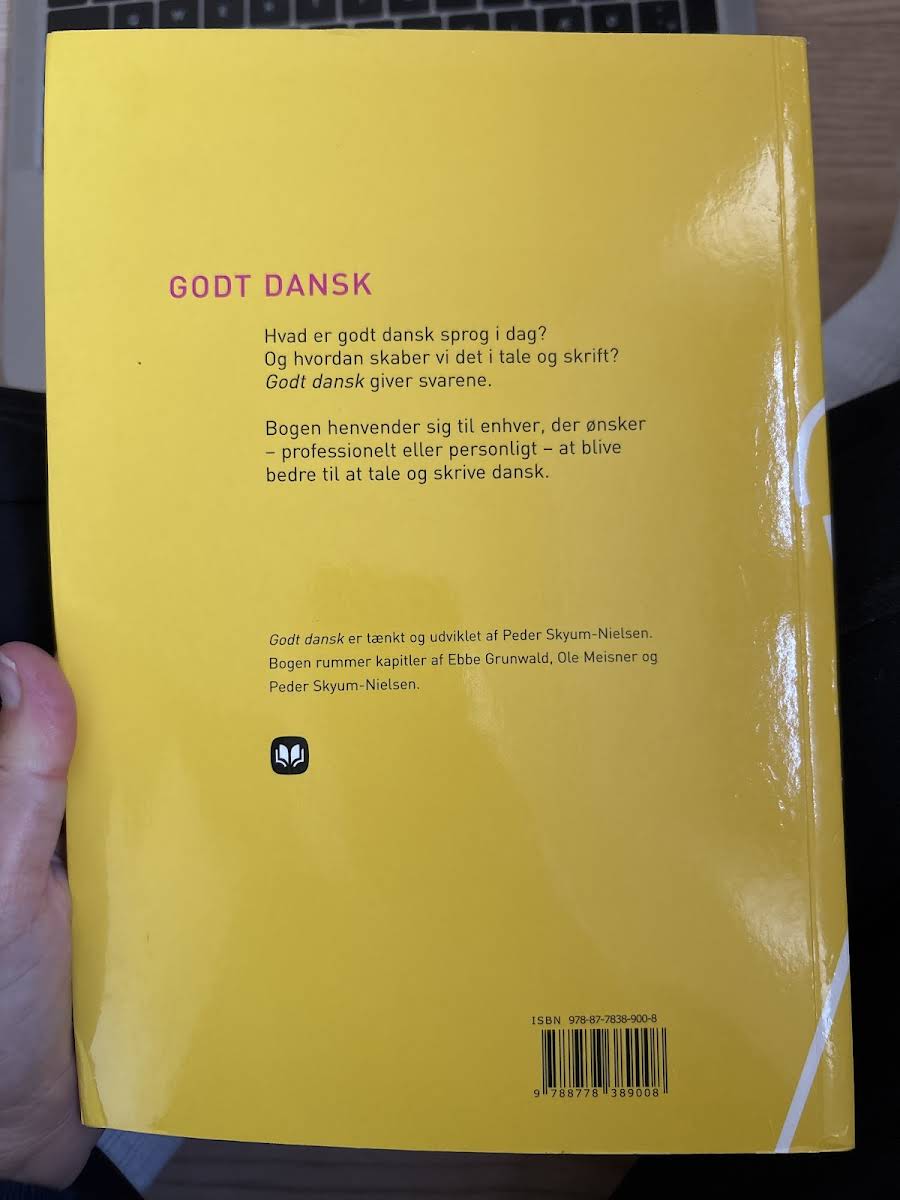 GODT DANSK
Hvad er godt dansk sprog i dag?
Og hvordan skaber vi det i tale og skrift?
Godt dansk giver svarene.
Bogen henvender sig til enhver, der ønsker
– professionelt eller personligt – at blive
bedre til at tale og skrive dansk.
Godt dansk er tænkt og udviklet af Peder Skyum-Nielsen.
Bogen rummer kapitler af Ebbe Grunwald, Ole Meisner og
Peder Skyum-Nielsen.
ISBN 978-87-7838-900-8
9 788778 389008